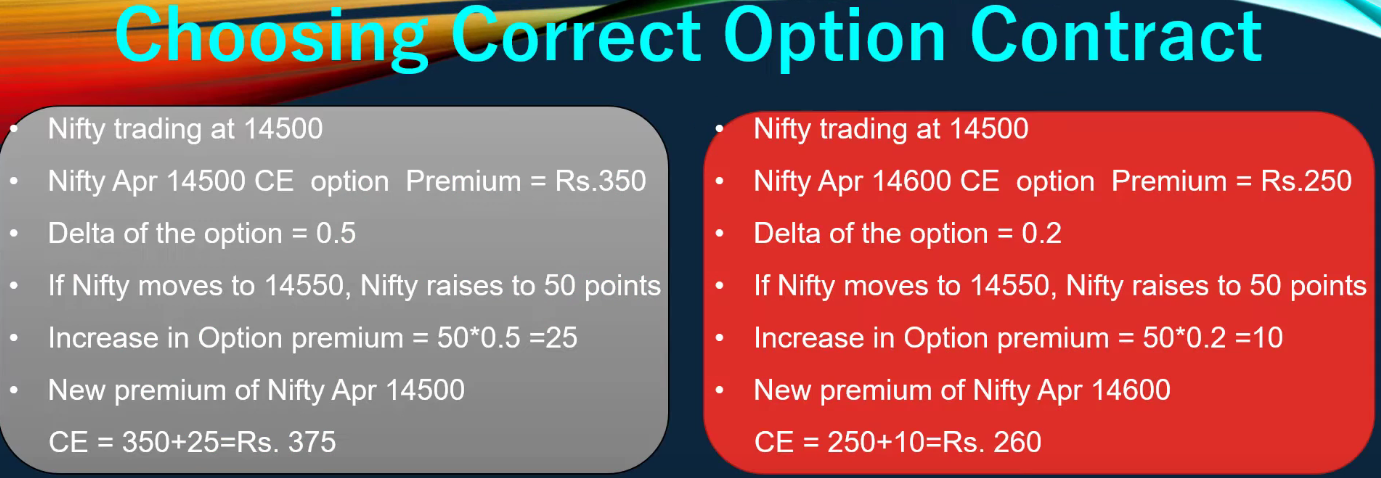 Choosing Correct Option Contract
• Nifty trading at 14500
• Nifty Apr 14500 CE option Premium = Rs.350
• Delta of the option = 0.5
• If Nifty moves to 14550, Nifty raises to 50 points
• Increase in Option premium = 50*0.5 =25
• New premium of Nifty Apr 14500
CE = 350+25=Rs. 375
• Nifty trading at 14500
• Nifty Apr 14600 CE option Premium = Rs.250
• Delta of the option = 0.2
• If Nifty moves to 14550, Nifty raises to 50 points
• Increase in Option premium = 50*0.2 =10
• New premium of Nifty Apr 14600
CE = 250+10=Rs. 260